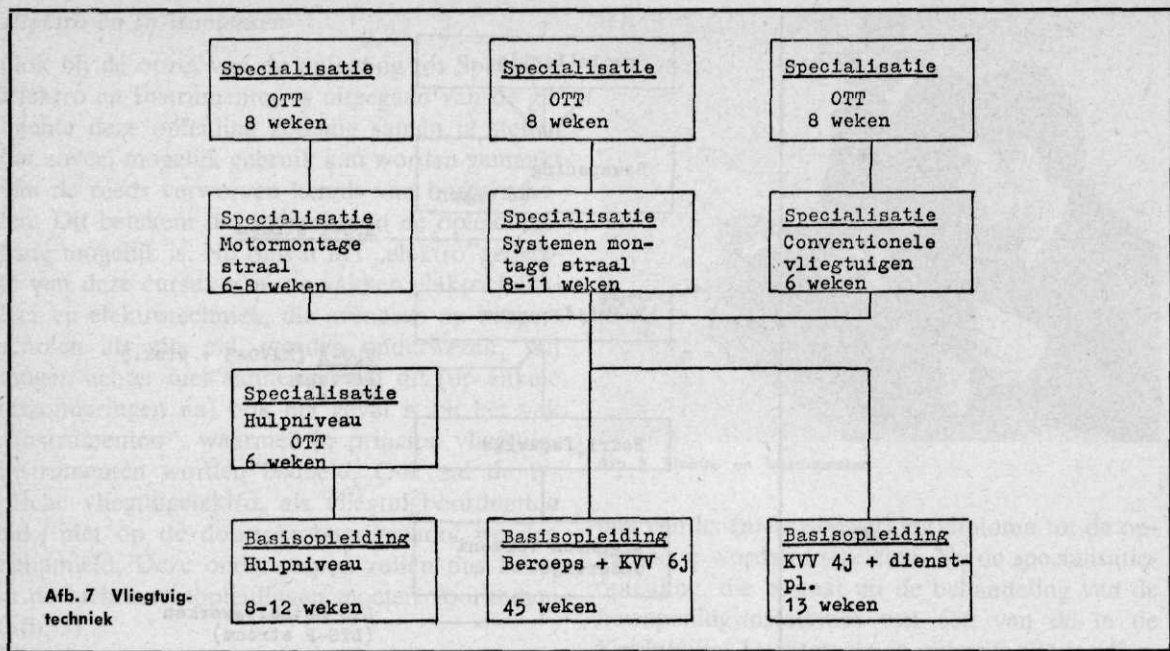 Specialisatie
OTT
8 weken
Specialisatie
OTT
8 weken
Specialisatie
OTT
8 weken
Specialisatie
Motormontage
straal
6-8 weken
Specialisatie
Systemen mon-
tage straal
8-11 weken
Specialisatie
Conventionele
vliegtuigen
6 weken
Specialisatie
Hulpniveau
OTT
6 weken
Basisopleiding
Hulpniveau
8-12 weken
Basisopleiding
Beroeps + KVV 6j
45 weken
Basisopleiding
KVV 4j + dienst-
pl.
13 weken
Afb. 7 Vliegtuig-
techniek